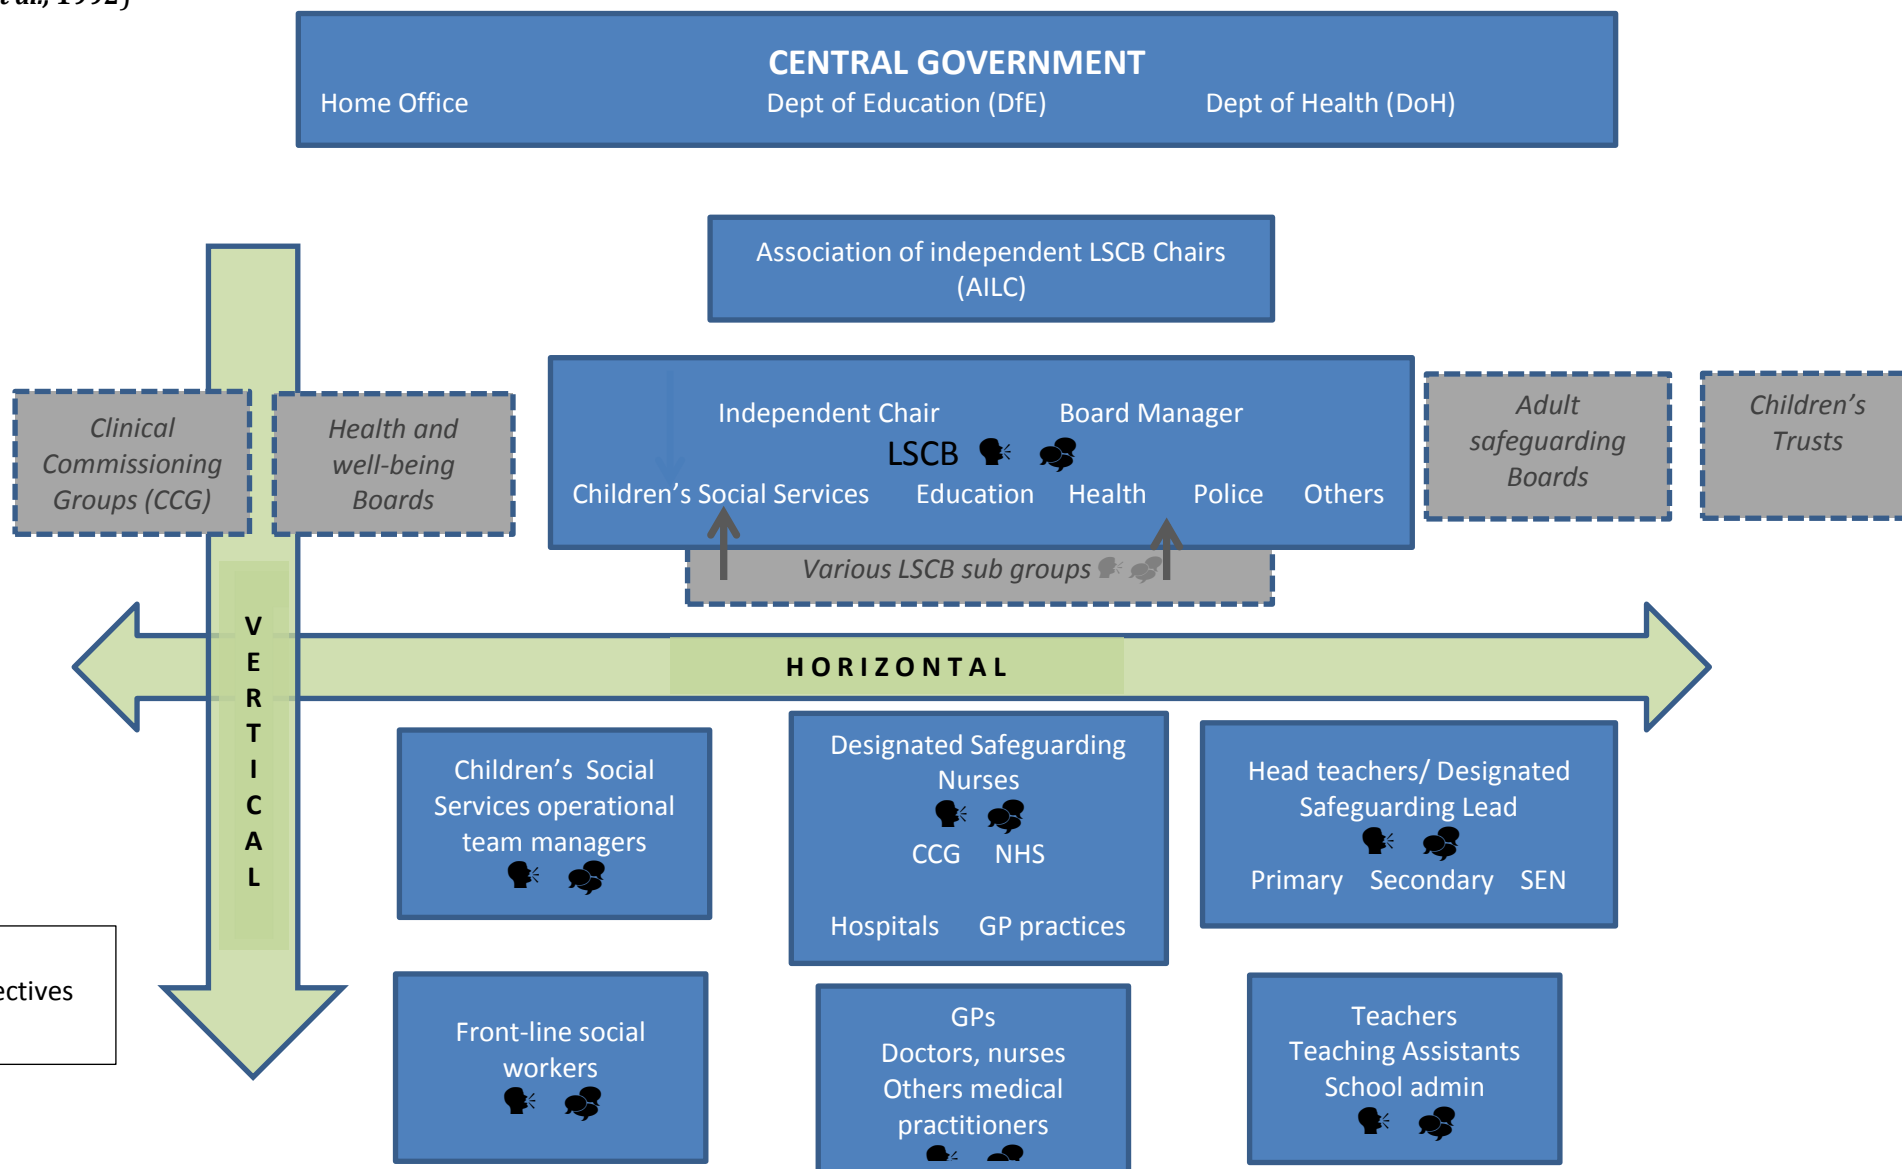 t al., 1992)
CENTRAL GOVERNMENT
Home Office Dept of Education (DfE) Dept of Health (DoH)
Association of independent LSCB Chairs
(AILC)
Clinical
Commissioning
Groups (CCG)
Health and
well-being
Boards
Independent Chair Board Manager
LSCB
Children’s Social Services Education Health Police Others
Adult
safeguarding
Boards
Children’s
Trusts
Various LSCB sub groups
HORIZONTAL
VERTICAL
Children’s Social
Services operational
team managers
Designated Safeguarding
Nurses
CCG NHS
Hospitals GP practices
Head teachers/ Designated
Safeguarding Lead
Primary Secondary SEN
ectives
Front-line social
workers
GPs
Doctors, nurses
Others medical
practitioners
Teachers
Teaching Assistants
School admin